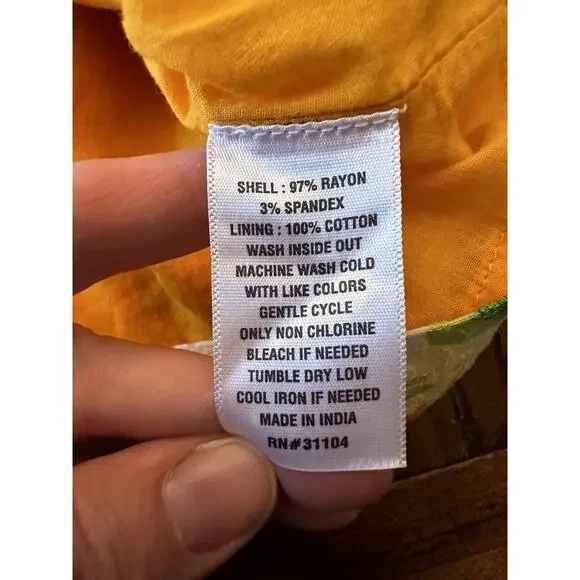 SHELL : 97% RAYON
3% SPANDEX
LINING : 100% COTTON
WASH INSIDE OUT
MACHINE WASH COLD
WITH LIKE COLORS
GENTLE CYCLE
ONLY NON CHLORINE
BLEACH IF NEEDED
TUMBLE DRY LOW
COOL IRON IF NEEDED
MADE IN INDIA
RN#31104